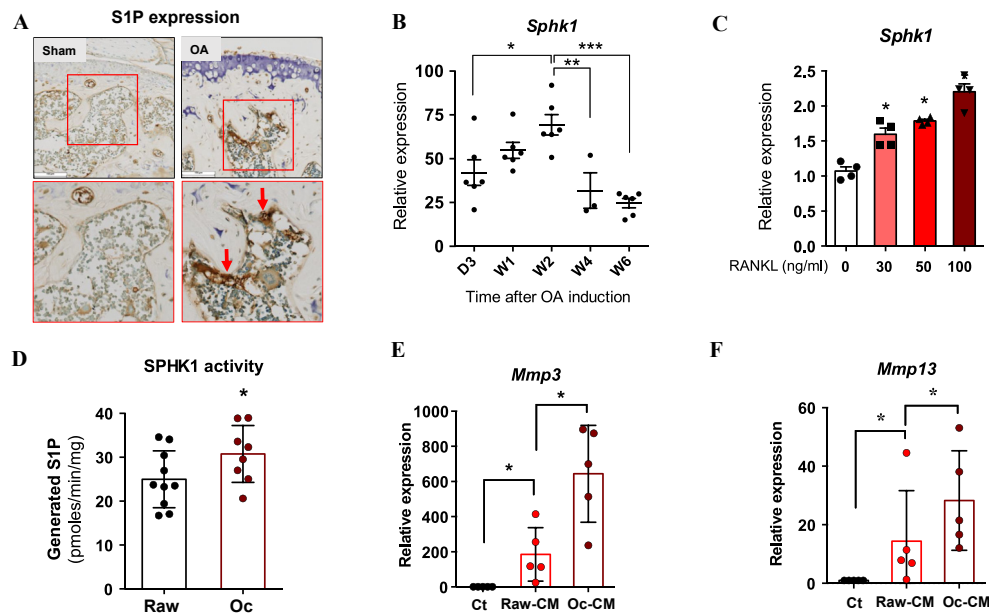 A
S1P expression
Sham
OA
B
Sphk1
*
***
**
Relative expression
100
75
50
25
0
D3
W1
W2
W4
W6
Time after OA induction
C
Sphk1
*
*
*
Relative expression
2.5
2.0
1.5
1.0
0.5
0.0
RANKL (ng/ml)
0
30
50
100
D
SPHK1 activity
*
Generated S1P
(pmoles/min/mg)
40
30
20
10
0
Raw
Oc
E
Mmp3
*
*
Relative expression
1000
800
600
400
200
0
Ct
Raw-CM
Oc-CM
F
Mmp13
*
*
Relative expression
60
40
20
0
Ct
Raw-CM
Oc-CM